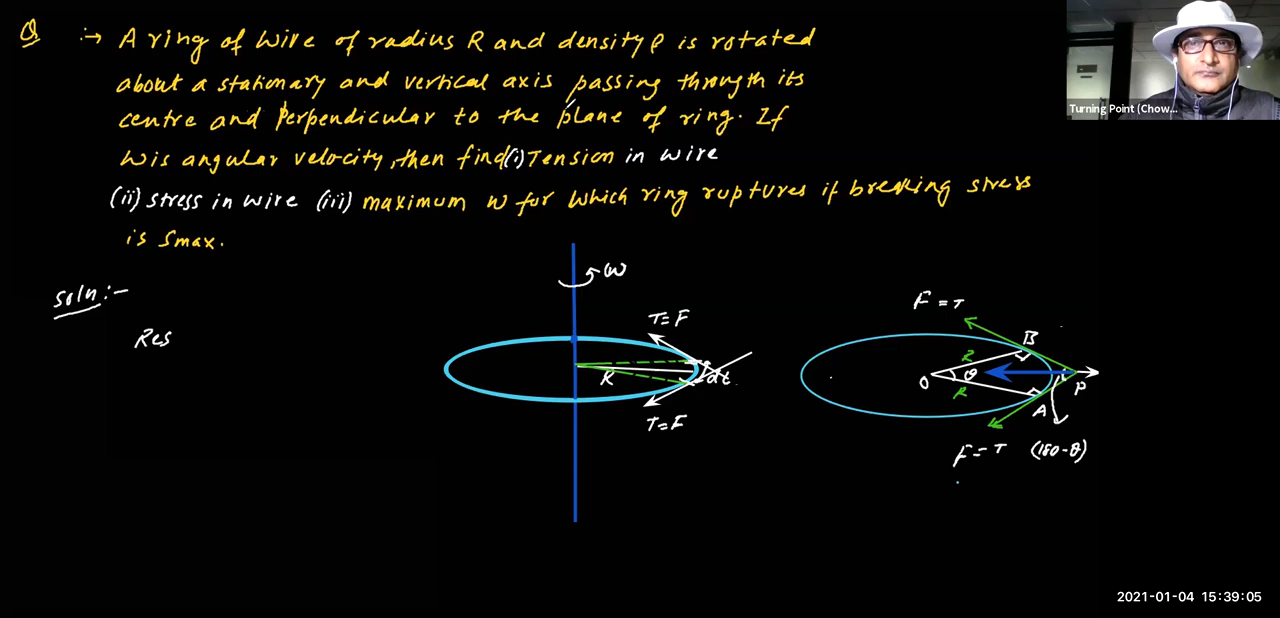 Q :→ A ring of wire of radius R and density ρ is rotated
about a stationary and vertical axis passing through its
centre and perpendicular to the plane of ring. If
W is angular velocity, then find (i) Tension in wire
(ii) stress in wire (iii) maximum w for which ring ruptures if breaking stress
is Smax.
Soln:-
Res
ω
T=F
R
dl
T=F
F=T
B
R
O
θ
R
P
A
F=T (180-θ)
Turning Point (Chow...
2021-01-04 15:39:05